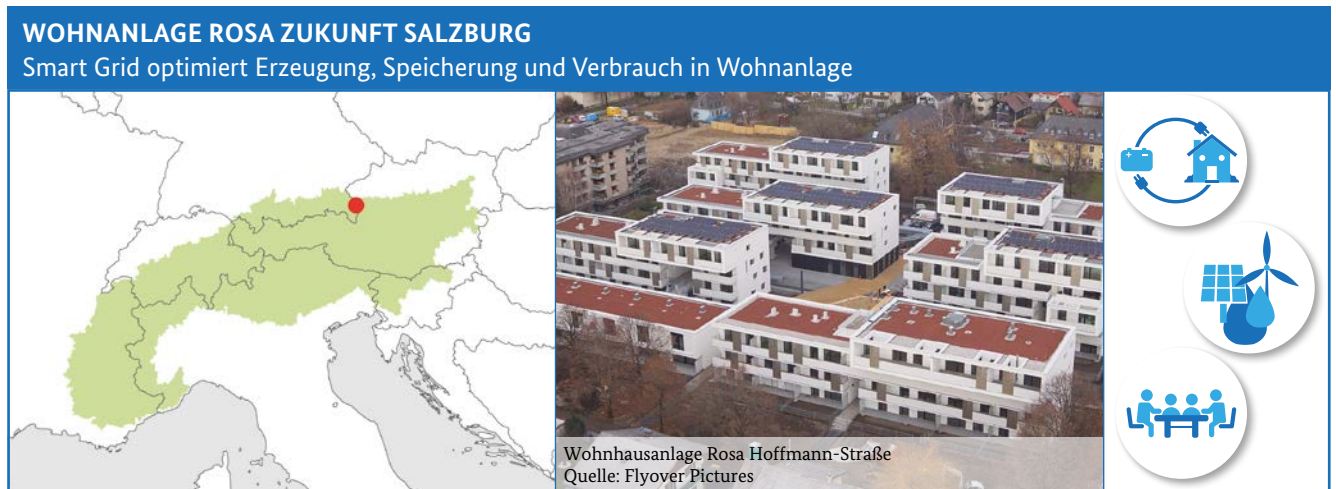 WOHNANLAGE ROSA ZUKUNFT SALZBURG
Smart Grid optimiert Erzeugung, Speicherung und Verbrauch in Wohnanlage
Wohnhausanlage Rosa Hoffmann-Straße
Quelle: Flyover Pictures